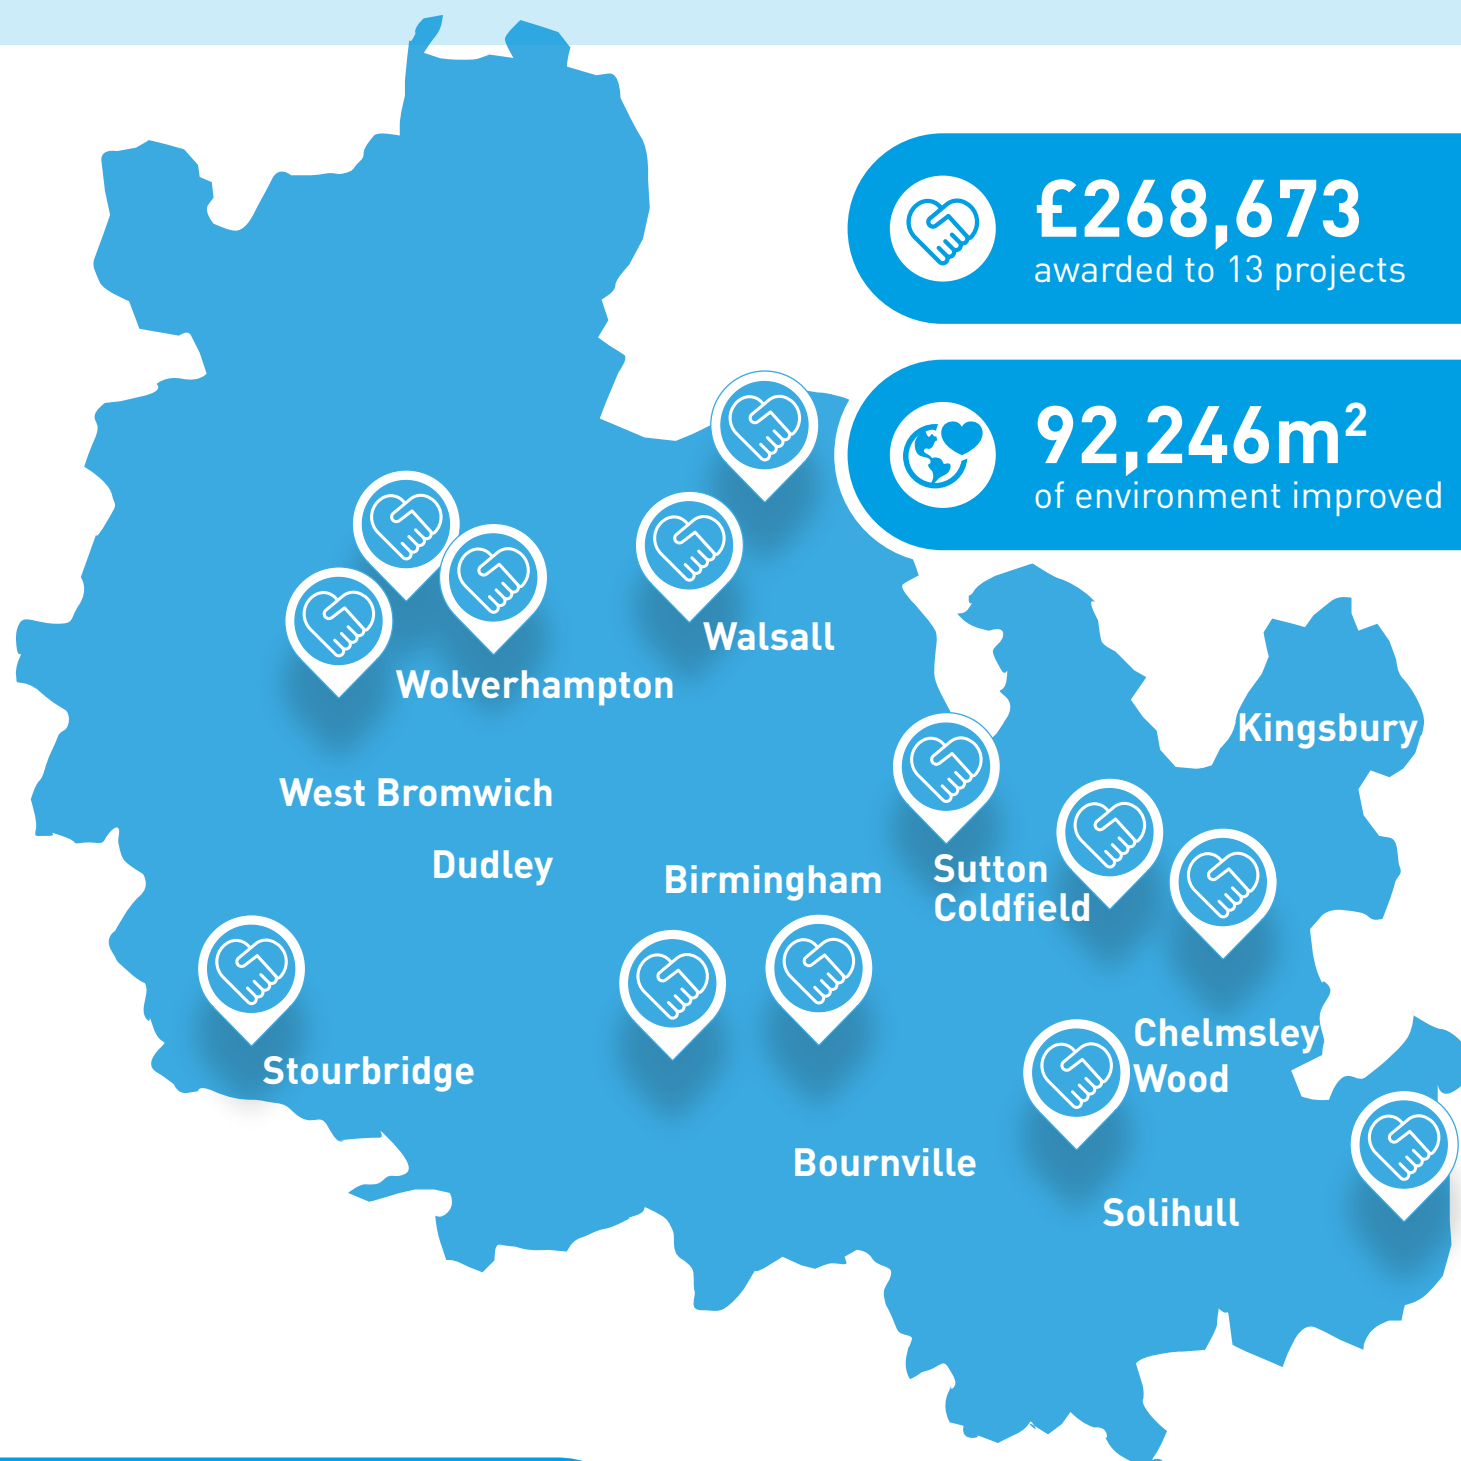 £268,673
awarded to 13 projects
92,246m²
of environment improved
Walsall
Wolverhampton
Kingsbury
West Bromwich
Dudley
Birmingham
Sutton
Coldfield
Stourbridge
Chelmsley
Wood
Bournville
Solihull